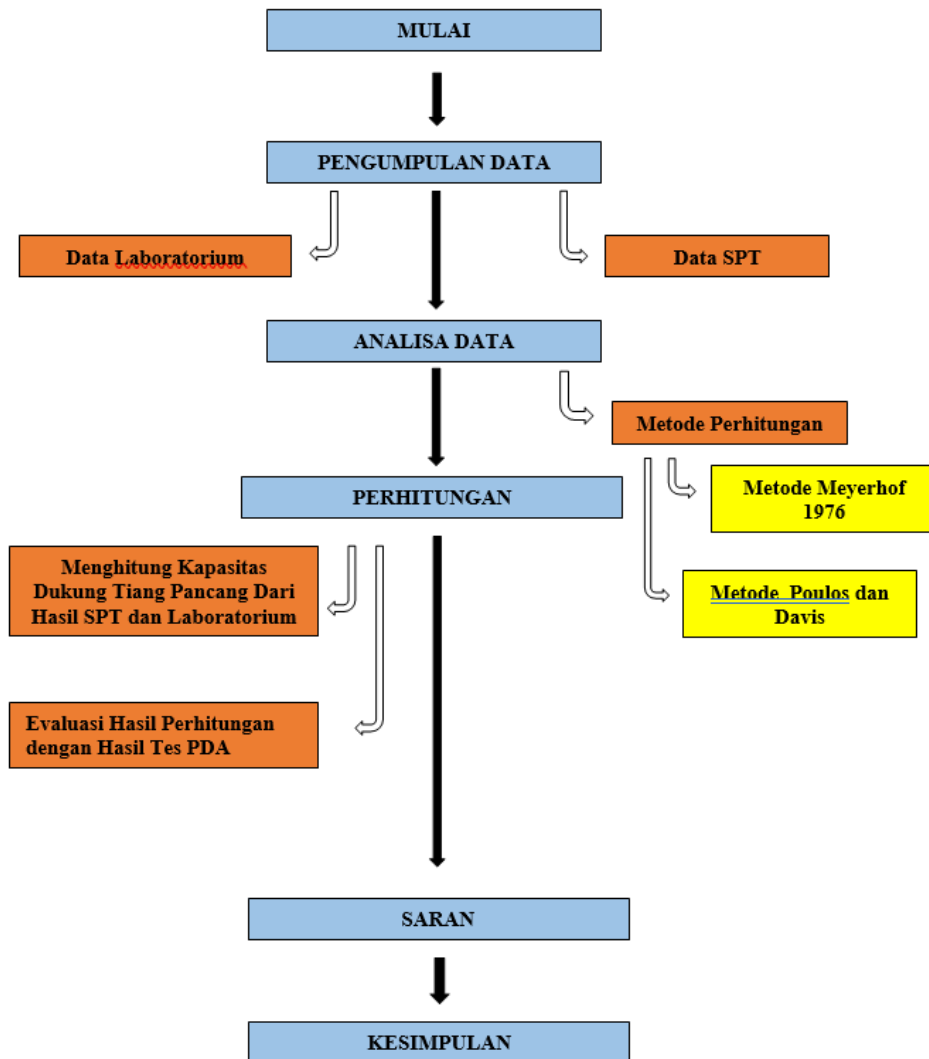 MULAI
PENGUMPULAN DATA
Data Laboratorium
Data SPT
ANALISA DATA
Metode Perhitungan
PERHITUNGAN
Metode Meyerhof
1976
Menghitung Kapasitas
Dukung Tiang Pancang Dari
Hasil SPT dan Laboratorium
Metode Poulos dan
Davis
Evaluasi Hasil Perhitungan
dengan Hasil Tes PDA
SARAN
KESIMPULAN